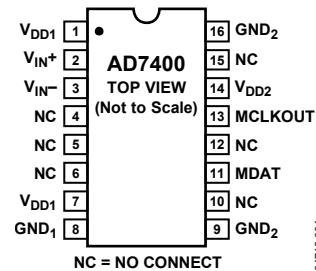 VDD1 1
VIN+ 2
VIN– 3
NC 4
NC 5
NC 6
VDD1 7
GND1 8
AD7400
TOP VIEW
(Not to Scale)
16 GND2
15 NC
14 VDD2
13 MCLKOUT
12 NC
11 MDAT
10 NC
9 GND2
NC = NO CONNECT